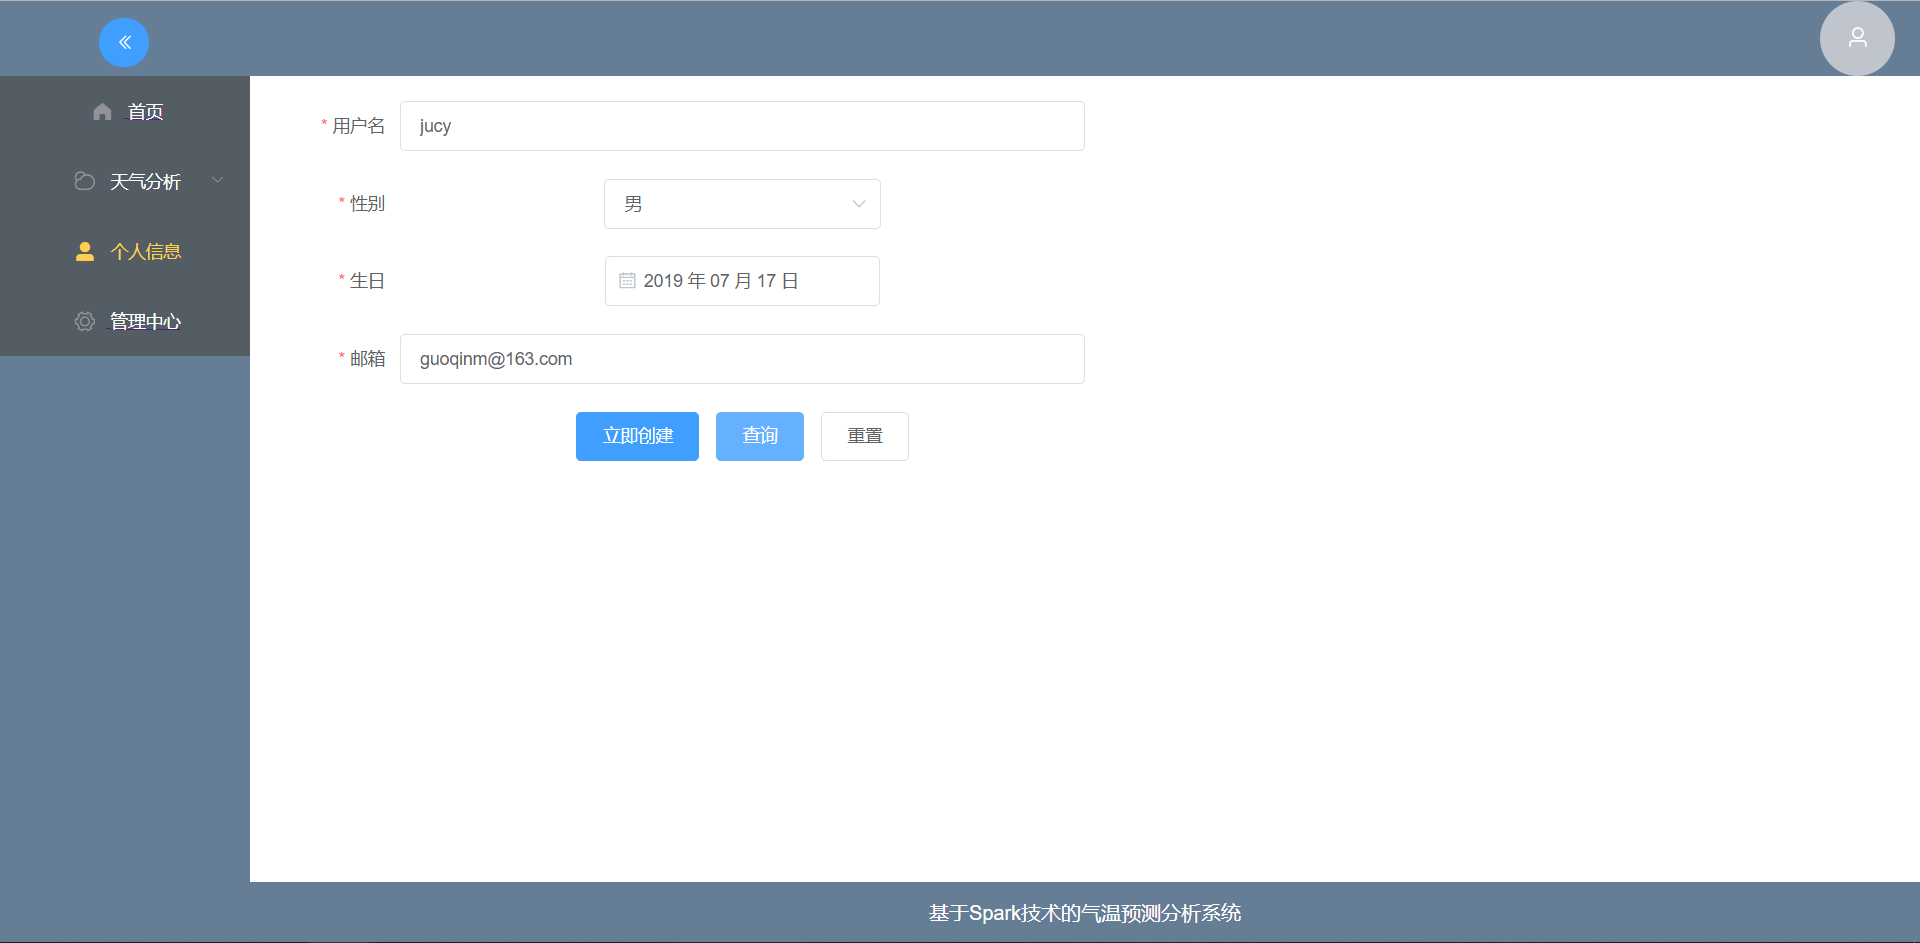 首页
天气分析
个人信息
管理中心
* 用户名 jucy
* 性别 男
* 生日 2019 年 07 月 17 日
* 邮箱 guoqinm@163.com
立即创建 查询 重置
基于Spark技术的气温预测分析系统